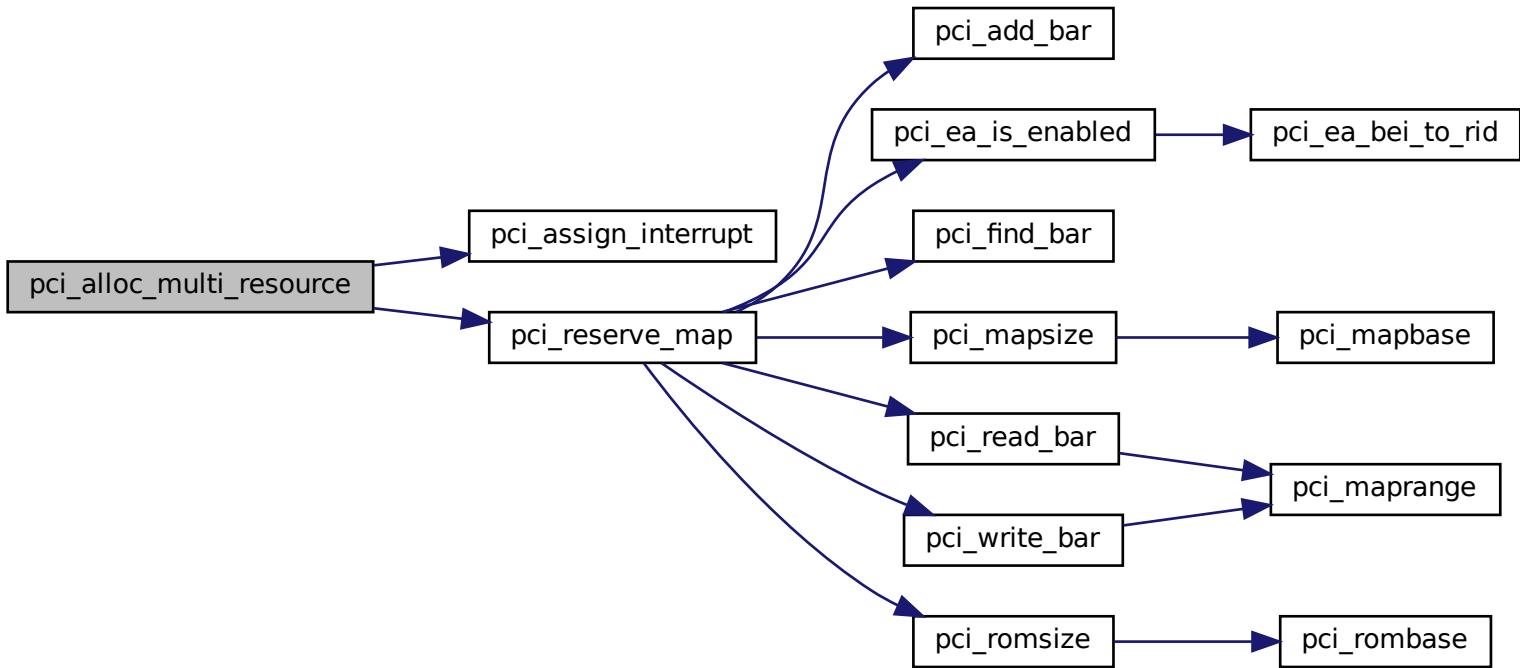 pci_add_bar
pci_ea_is_enabled
pci_ea_bei_to_rid
pci_assign_interrupt
pci_find_bar
pci_alloc_multi_resource
pci_reserve_map
pci_mapsize
pci_mapbase
pci_read_bar
pci_maprange
pci_write_bar
pci_romsize
pci_rombase